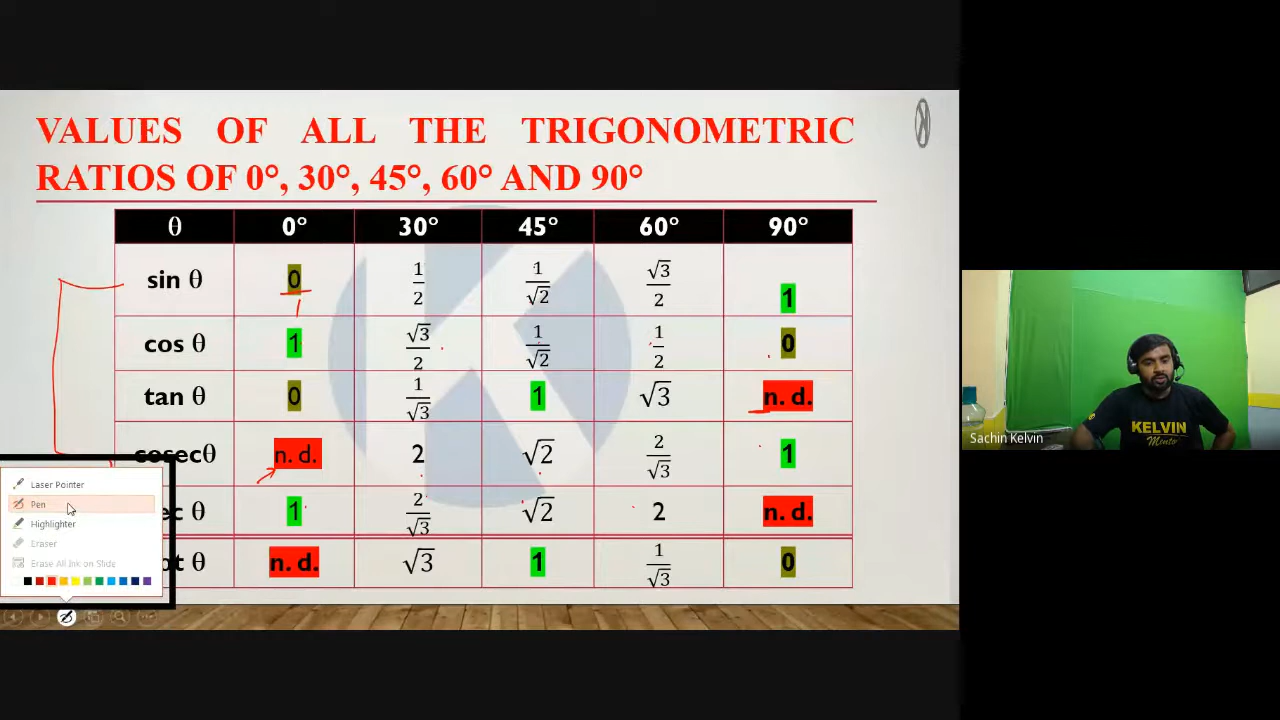 VALUES OF ALL THE TRIGONOMETRIC
RATIOS OF 0°, 30°, 45°, 60° AND 90°
θ 0° 30° 45° 60° 90°
sin θ 0 1/2 1/√2 √3/2 1
cos θ 1 √3/2 1/√2 1/2 0
tan θ 0 1/√3 1 √3 n. d.
cosecθ n. d. 2 √2 2/√3 1
ec θ 1 2/√3 √2 2 n. d.
ot θ n. d. √3 1 1/√3 0
Laser Pointer
Pen
Highlighter
Eraser
Erase All Ink on Slide
KELVIN
Mentor
Sachin Kelvin